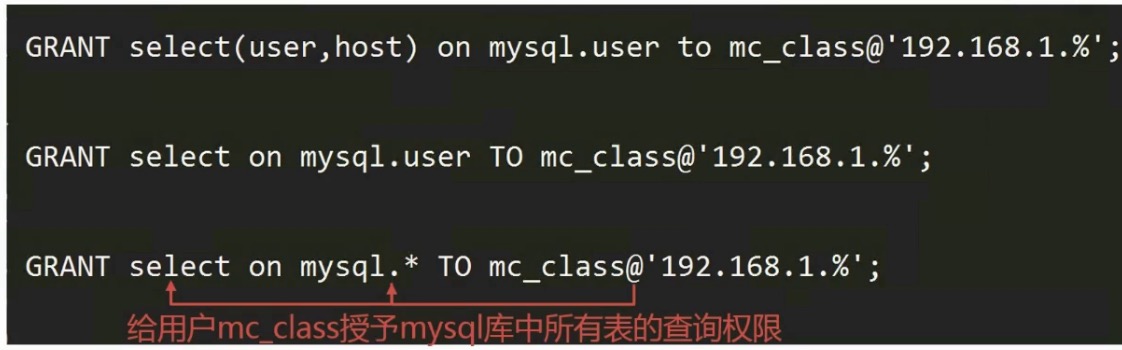 GRANT select(user,host) on mysql.user to mc_class@'192.168.1.%';
GRANT select on mysql.user TO mc_class@'192.168.1.%';
GRANT select on mysql.* TO mc_class@'192.168.1.%';
给用户mc_class授予mysql库中所有表的查询权限